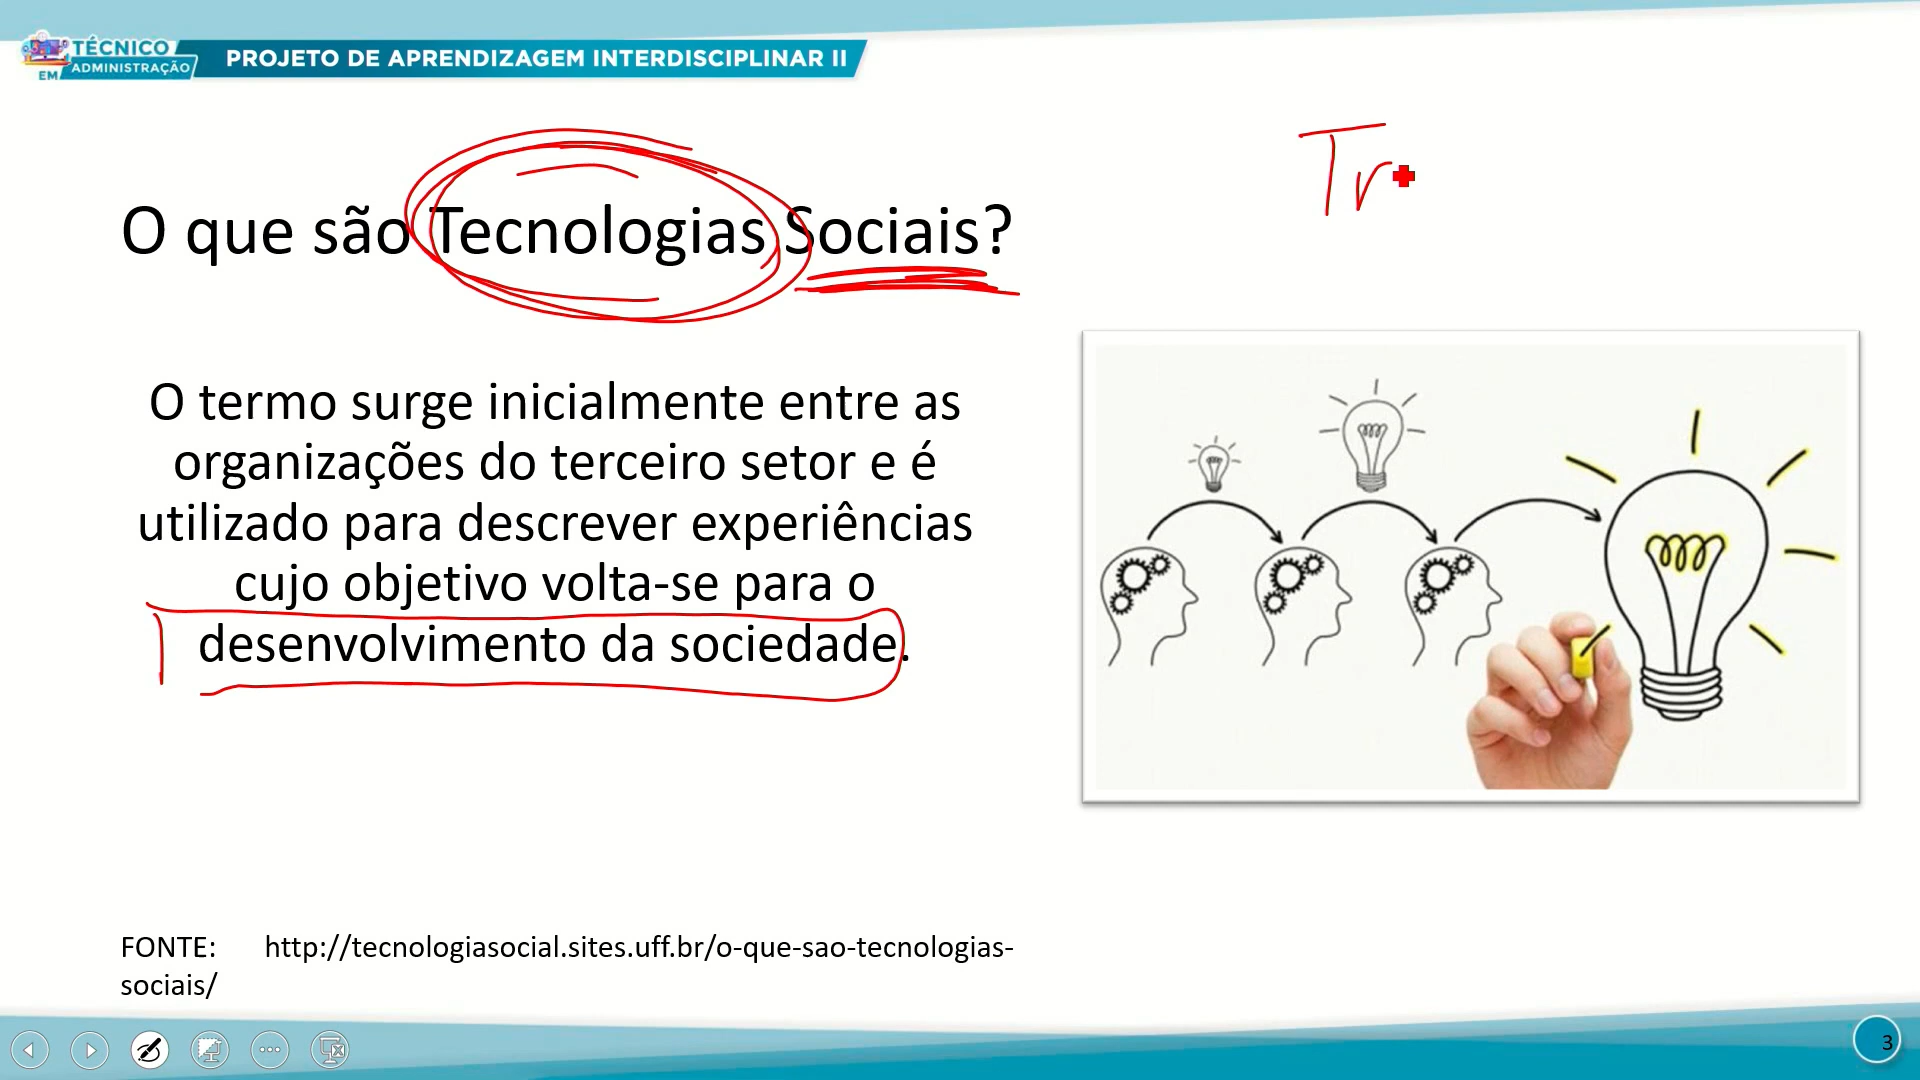 TÉCNICO
EM ADMINISTRAÇÃO
PROJETO DE APRENDIZAGEM INTERDISCIPLINAR II
Tr
O que são Tecnologias Sociais?
O termo surge inicialmente entre as
organizações do terceiro setor e é
utilizado para descrever experiências
cujo objetivo volta-se para o
desenvolvimento da sociedade.
FONTE: http://tecnologiasocial.sites.uff.br/o-que-sao-tecnologias-
sociais/
3